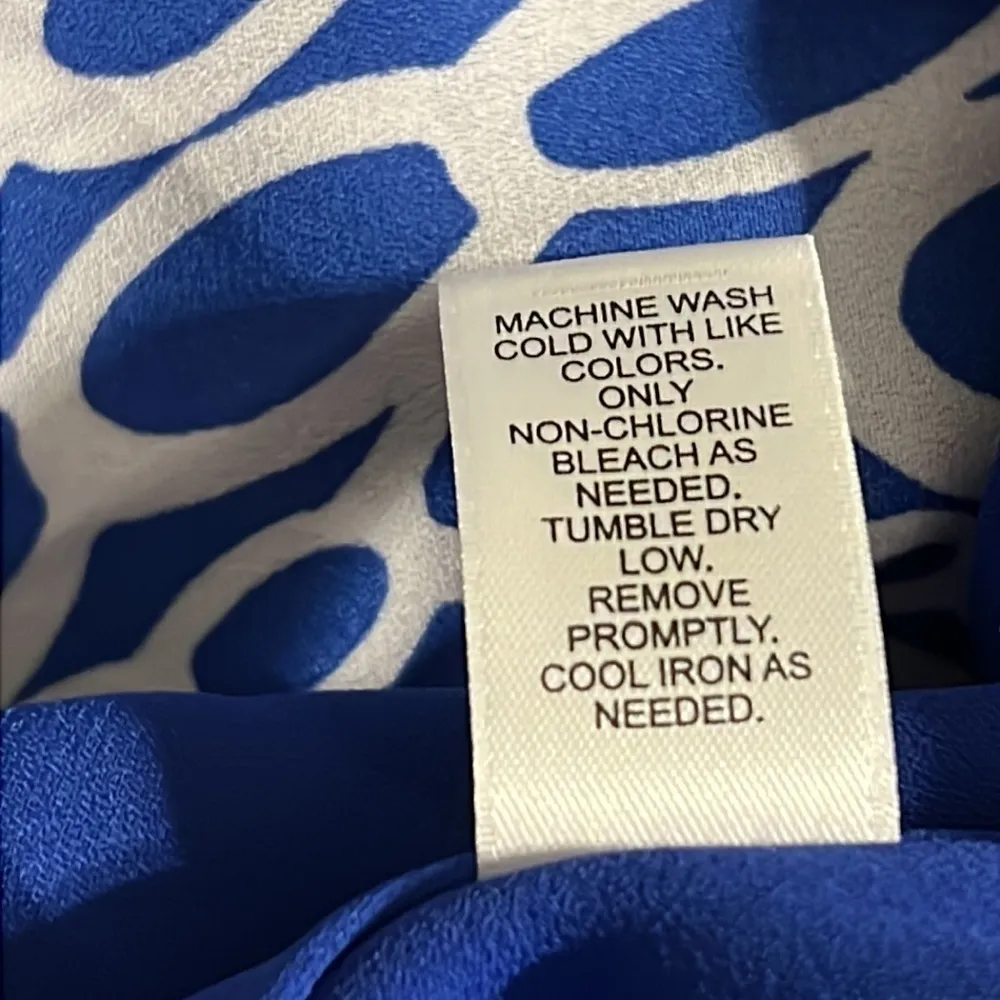 MACHINE WASH
COLD WITH LIKE
COLORS.
ONLY
NON-CHLORINE
BLEACH AS
NEEDED.
TUMBLE DRY
LOW.
REMOVE
PROMPTLY.
COOL IRON AS
NEEDED.